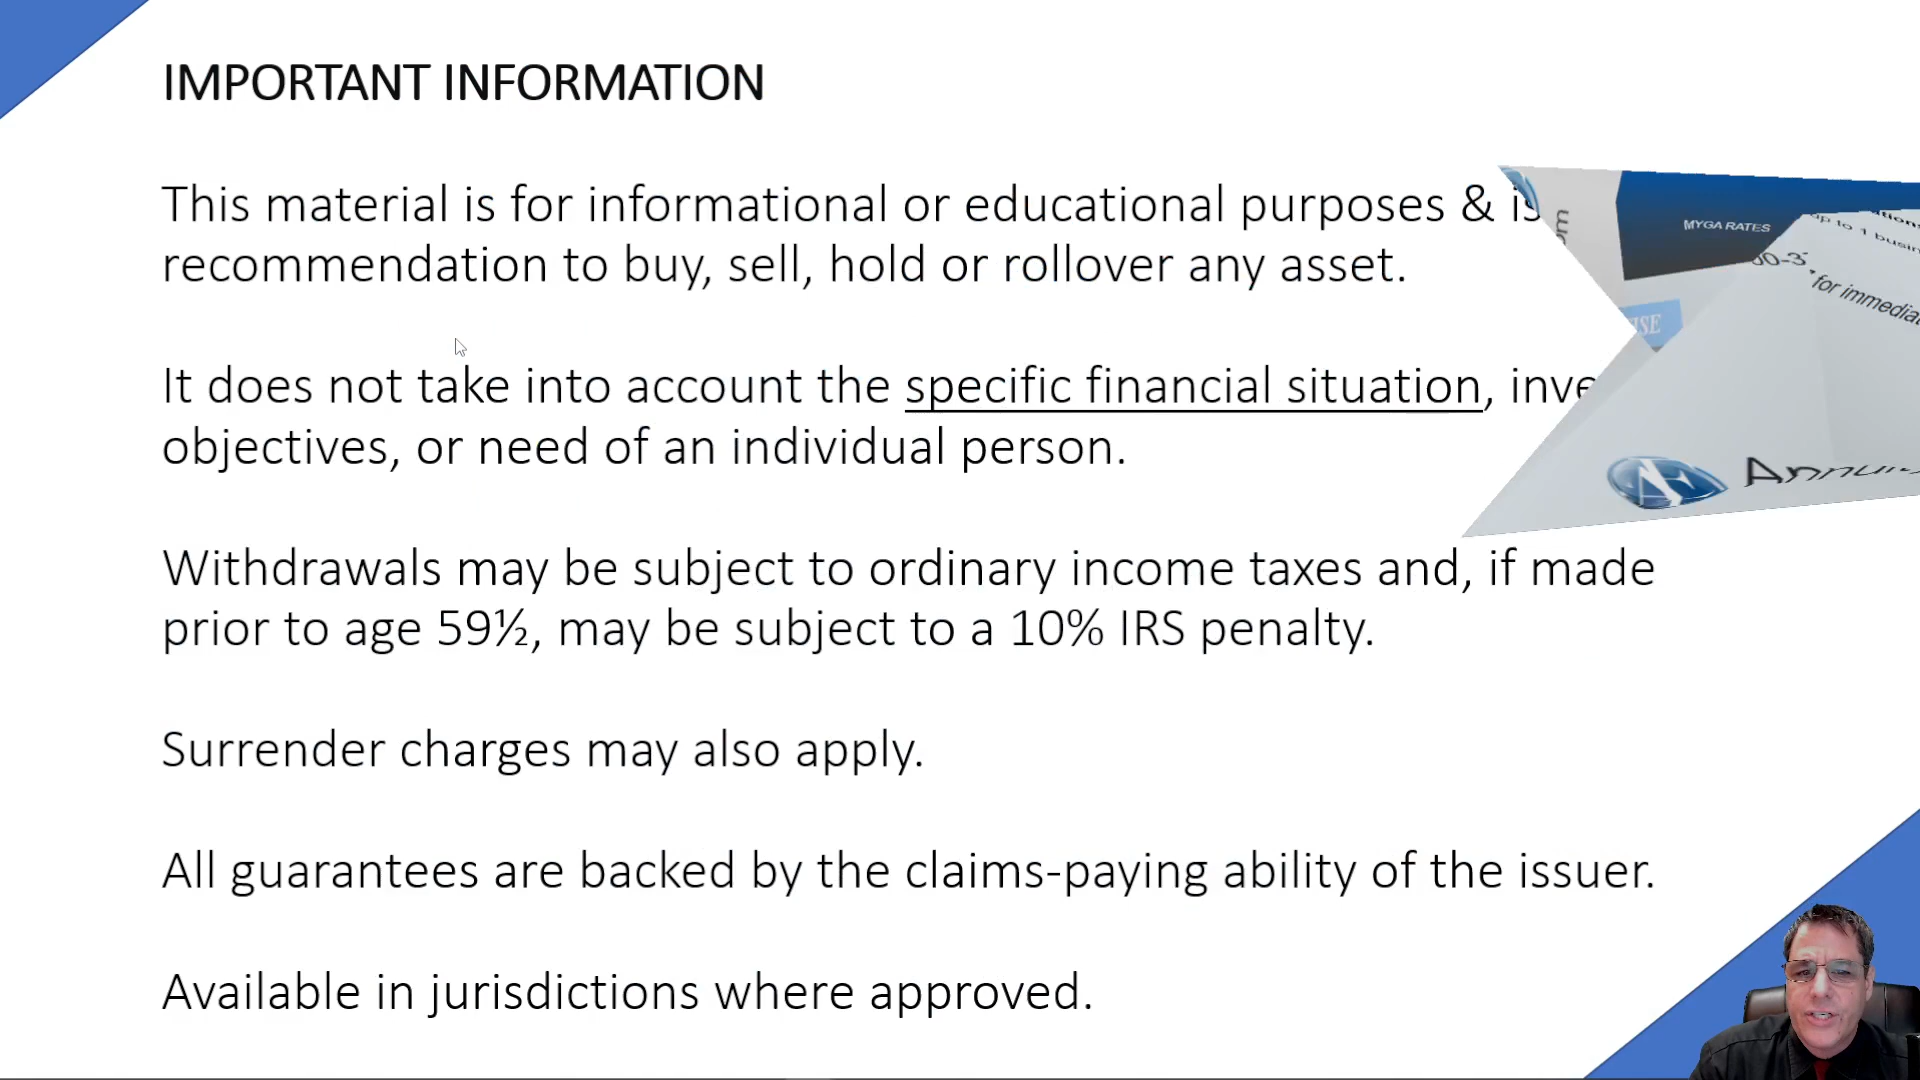 IMPORTANT INFORMATION
This material is for informational or educational purposes & is
recommendation to buy, sell, hold or rollover any asset.
It does not take into account the specific financial situation,
objectives, or need of an individual person.
Withdrawals may be subject to ordinary income taxes and, if made
prior to age 59½, may be subject to a 10% IRS penalty.
Surrender charges may also apply.
All guarantees are backed by the claims-paying ability of the issuer.
Available in jurisdictions where approved.
MYGA RATES
up to 1
for